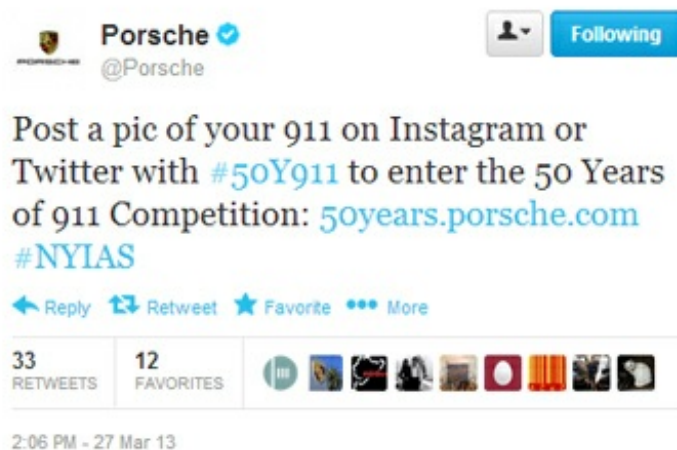 Porsche
PORSCHE
@Porsche
Following
Post a pic of your 911 on Instagram or
Twitter with #50Y911 to enter the 50 Years
of 911 Competition: 50years.porsche.com
#NYIAS
Reply Retweet Favorite More
33 12
RETWEETS FAVORITES
2:06 PM - 27 Mar 13